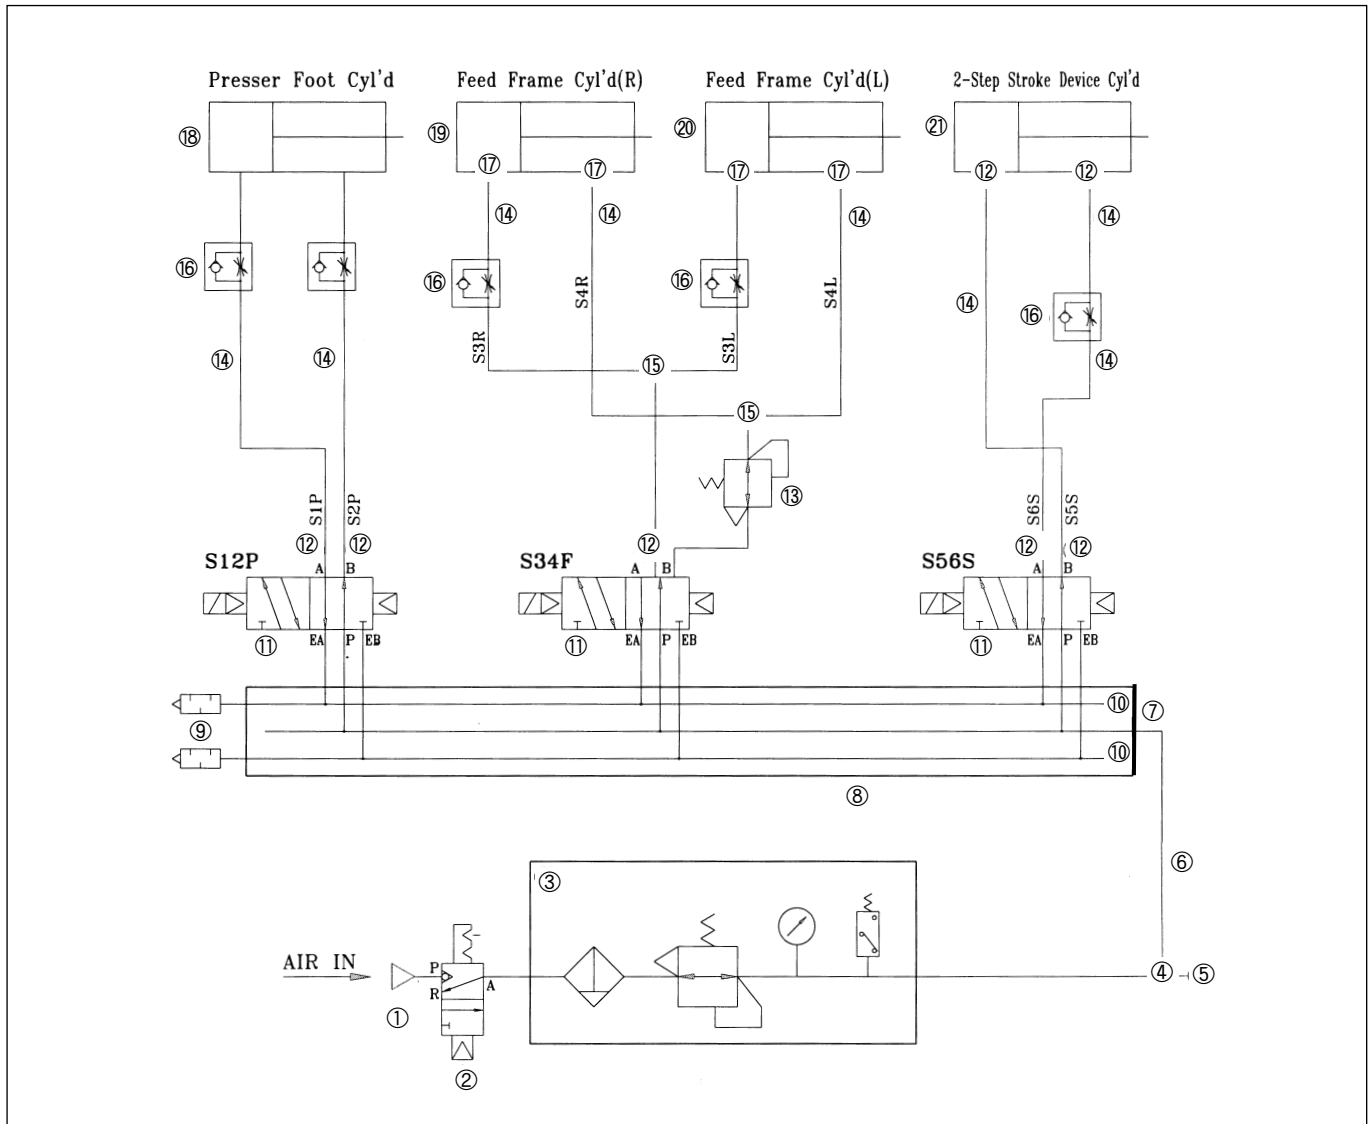 Presser Foot Cyl'd
Feed Frame Cyl'd(R)
Feed Frame Cyl'd(L)
2-Step Stroke Device Cyl'd
⑱ ⑲ ⑳ ㉑
⑰ ⑰ ⑰ ⑰ ⑫ ⑫
⑭ ⑭ ⑭ ⑭
⑯ ⑯ ⑯ ⑯
S4R S4L ⑭
S3R S3L
⑭ ⑭ ⑮ ⑭
⑮
⑬
S1P S2P S6S S5S
⑫ ⑫ ⑫ ⑫ ⑫
S12P S34F S56S
A B A B A B
⑪ EA P EB ⑪ EA P EB ⑪ EA P EB
⑩ ⑦
⑨
⑩
⑧
⑥
③
AIR IN P A R
④ ⑤
①
②